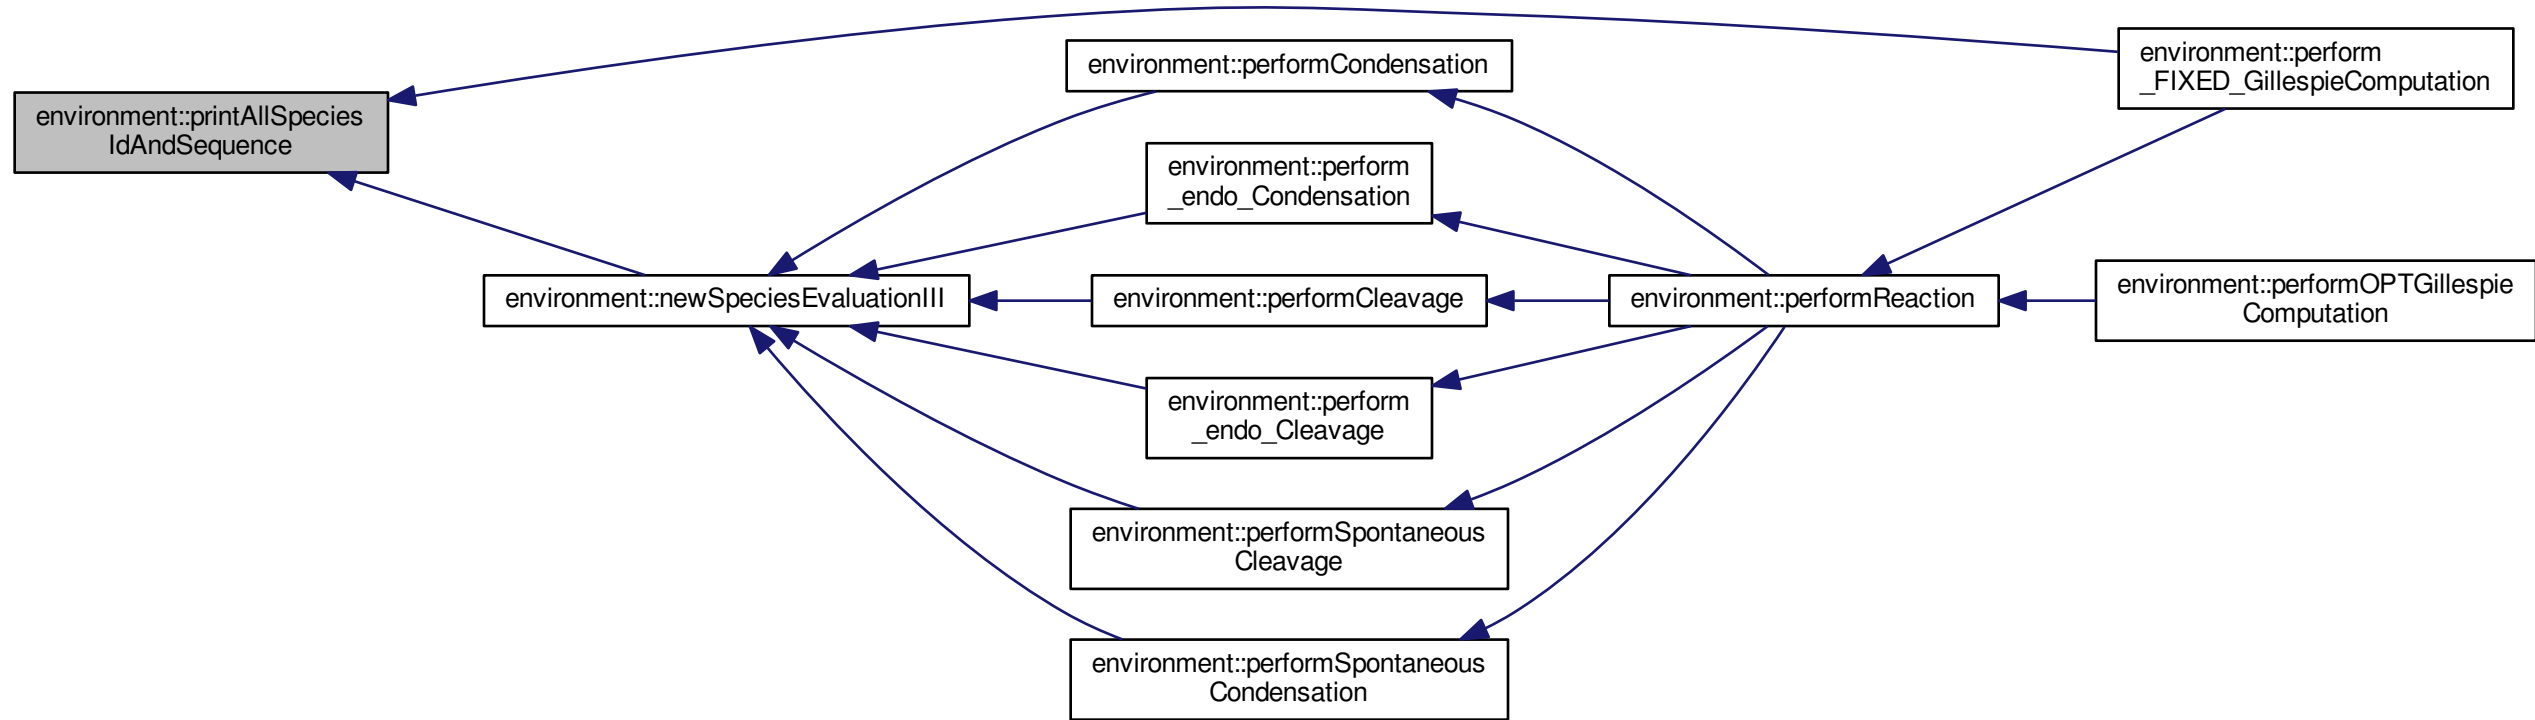 environment::printAllSpecies
IdAndSequence
environment::newSpeciesEvaluationIII
environment::performCondensation
environment::perform
_endo_Condensation
environment::performCleavage
environment::perform
_endo_Cleavage
environment::performSpontaneous
Cleavage
environment::performSpontaneous
Condensation
environment::performReaction
environment::perform
_FIXED_GillespieComputation
environment::performOPTGillespie
Computation